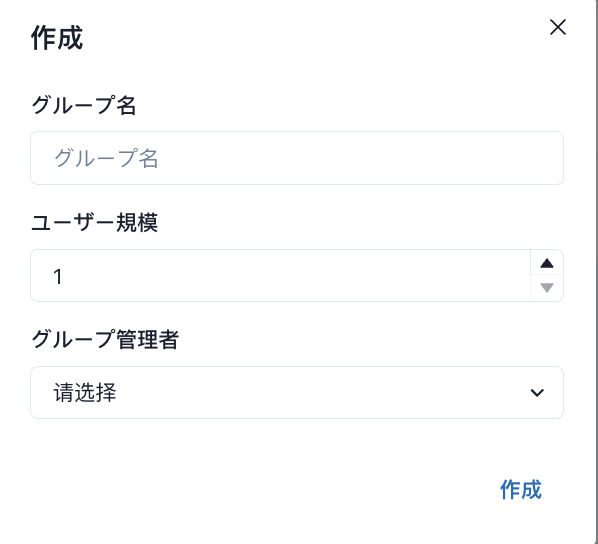 作成
グループ名
グループ名
ユーザー規模
1
グループ管理者
请选择
作成